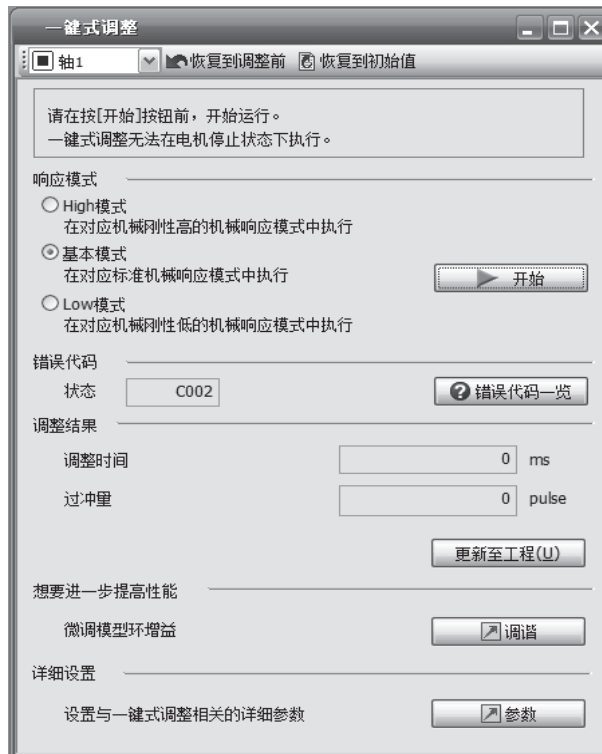 一键式调整
轴1 恢复到调整前 恢复到初始值
请在按[开始]按钮前，开始运行。
一键式调整无法在电机停止状态下执行。
响应模式
High模式
在对应机械刚性高的机械响应模式中执行
基本模式
在对应标准机械响应模式中执行
开始
Low模式
在对应机械刚性低的机械响应模式中执行
错误代码
状态 C002 错误代码一览
调整结果
调整时间 0 ms
过冲量 0 pulse
更新至工程(U)
想要进一步提高性能
微调模型环增益 调谐
详细设置
设置与一键式调整相关的详细参数 参数